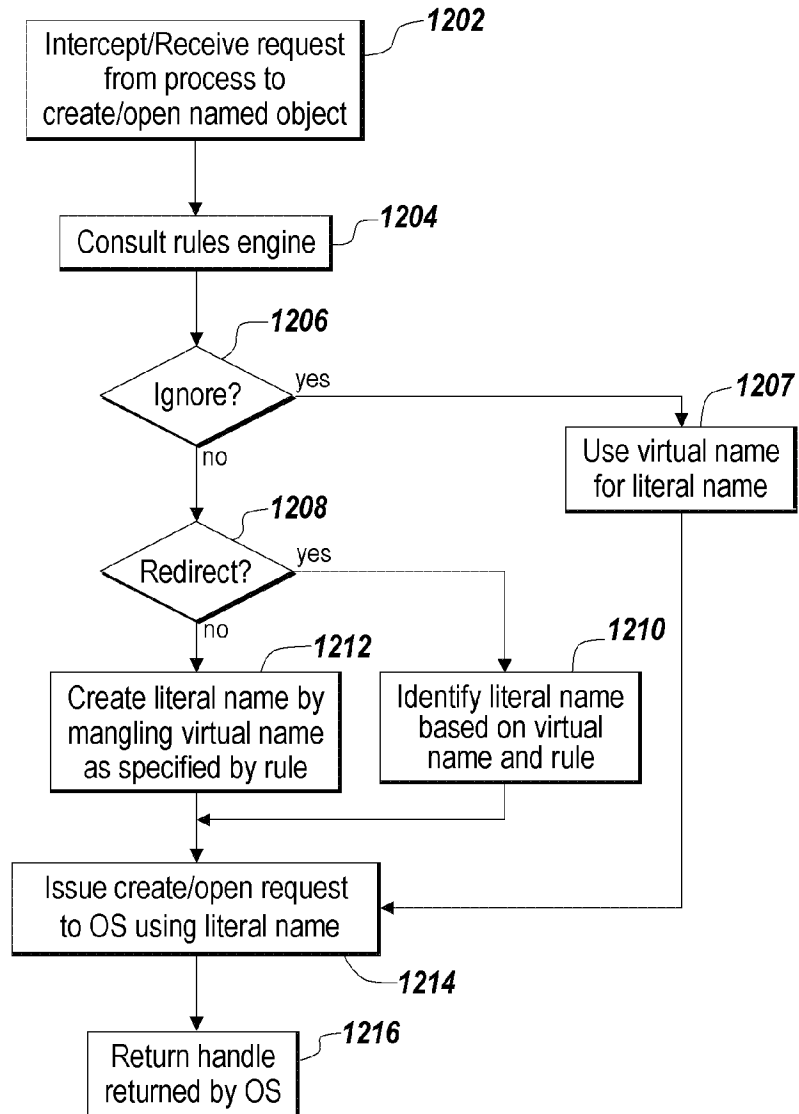 1202
Intercept/Receive request
from process to
create/open named object
1204
Consult rules engine
1206
Ignore?
yes
no
1207
Use virtual name
for literal name
1208
Redirect?
yes
no
1212
Create literal name by
mangling virtual name
as specified by rule
1210
Identify literal name
based on virtual
name and rule
Issue create/open request
to OS using literal name
1214
1216
Return handle
returned by OS